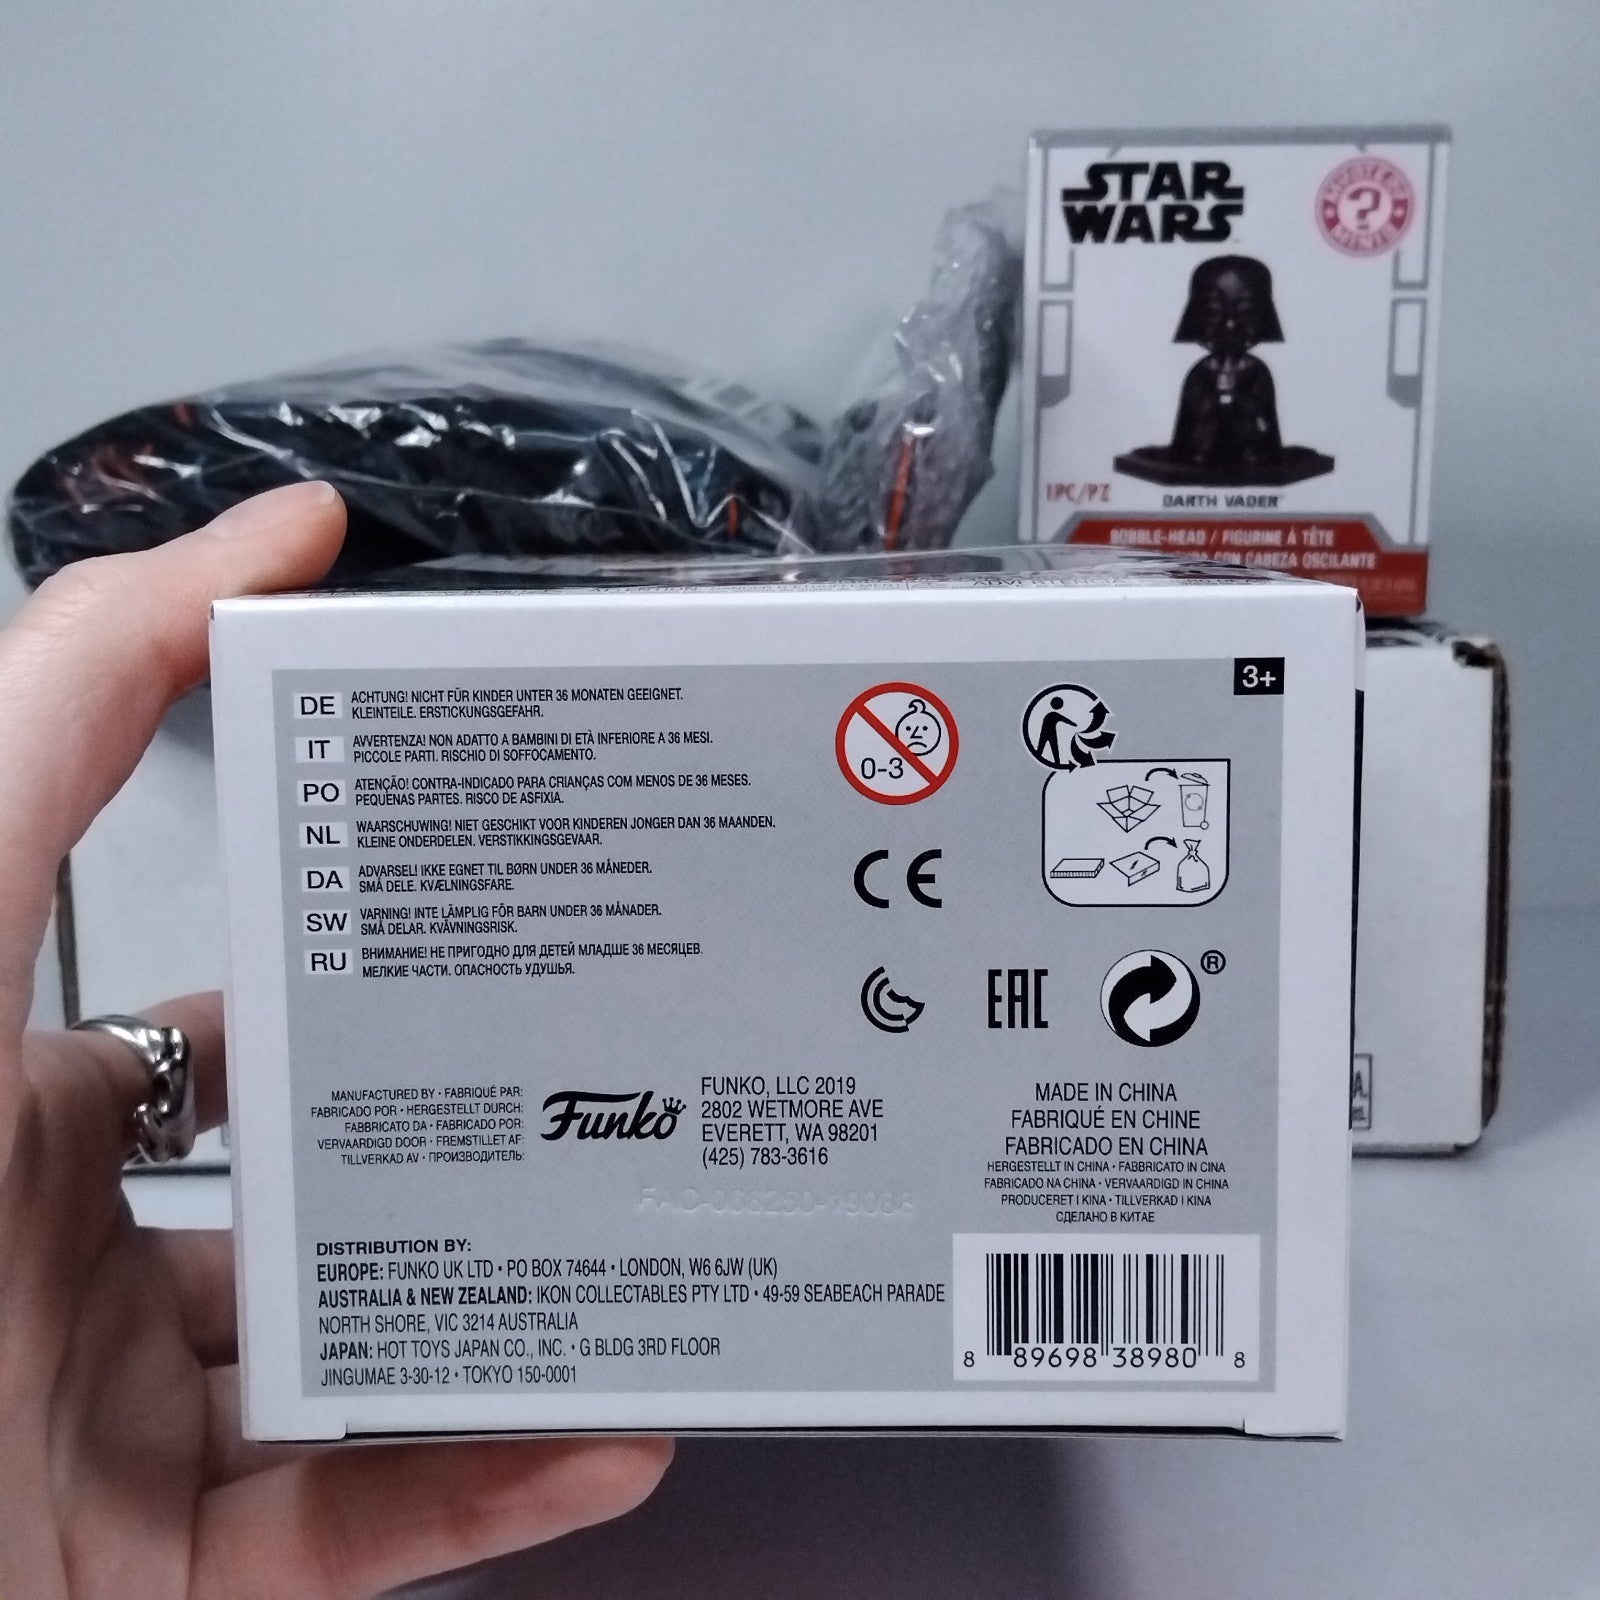 STAR
WARS
MYSTERY
?
MINIS
1PC/PZ
DARTH VADER
BOBBLE-HEAD / FIGURINE À TÊTE
CON CABEZA OSCILANTE
3+
DE ACHTUNG! NICHT FÜR KINDER UNTER 36 MONATEN GEEIGNET.
KLEINTEILE. ERSTICKUNGSGEFAHR.
IT AVVERTENZA! NON ADATTO A BAMBINI DI ETÀ INFERIORE A 36 MESI.
PICCOLE PARTI. RISCHIO DI SOFFOCAMENTO.
PO ATENÇÃO! CONTRA-INDICADO PARA CRIANÇAS COM MENOS DE 36 MESES.
PEQUENAS PARTES. RISCO DE ASFIXIA.
NL WAARSCHUWING! NIET GESCHIKT VOOR KINDEREN JONGER DAN 36 MAANDEN.
KLEINE ONDERDELEN. VERSTIKKINGSGEVAAR.
DA ADVARSEL! IKKE EGNET TIL BØRN UNDER 36 MÅNEDER.
SMÅ DELE. KVÆLNINGSFARE.
SW VARNING! INTE LÄMPLIG FÖR BARN UNDER 36 MÅNADER.
SMÅ DELAR. KVÄVNINGSRISK.
RU ВНИМАНИЕ! НЕ ПРИГОДНО ДЛЯ ДЕТЕЙ МЛАДШЕ 36 МЕСЯЦЕВ.
МЕЛКИЕ ЧАСТИ. ОПАСНОСТЬ УДУШЬЯ.
0-3
CE
EAC
®
MANUFACTURED BY • FABRIQUÉ PAR:
FABRICADO POR • HERGESTELLT DURCH:
FABBRICATO DA • FABRICADO POR:
VERVAARDIGD DOOR • FREMSTILLET AF:
TILLVERKAD AV • ПРОИЗВОДИТЕЛЬ:
Funko
FUNKO, LLC 2019
2802 WETMORE AVE
EVERETT, WA 98201
(425) 783-3616
MADE IN CHINA
FABRIQUÉ EN CHINE
FABRICADO EN CHINA
HERGESTELLT IN CHINA • FABBRICATO IN CINA
FABRICADO NA CHINA • VERVAARDIGD IN CHINA
PRODUCERET I KINA • TILLVERKAD I KINA
СДЕЛАНО В КИТАЕ
DISTRIBUTION BY:
EUROPE: FUNKO UK LTD • PO BOX 74644 • LONDON, W6 6JW (UK)
AUSTRALIA & NEW ZEALAND: IKON COLLECTABLES PTY LTD • 49-59 SEABEACH PARADE
NORTH SHORE, VIC 3214 AUSTRALIA
JAPAN: HOT TOYS JAPAN CO., INC. • G BLDG 3RD FLOOR
JINGUMAE 3-30-12 • TOKYO 150-0001
8 89698 38980 8